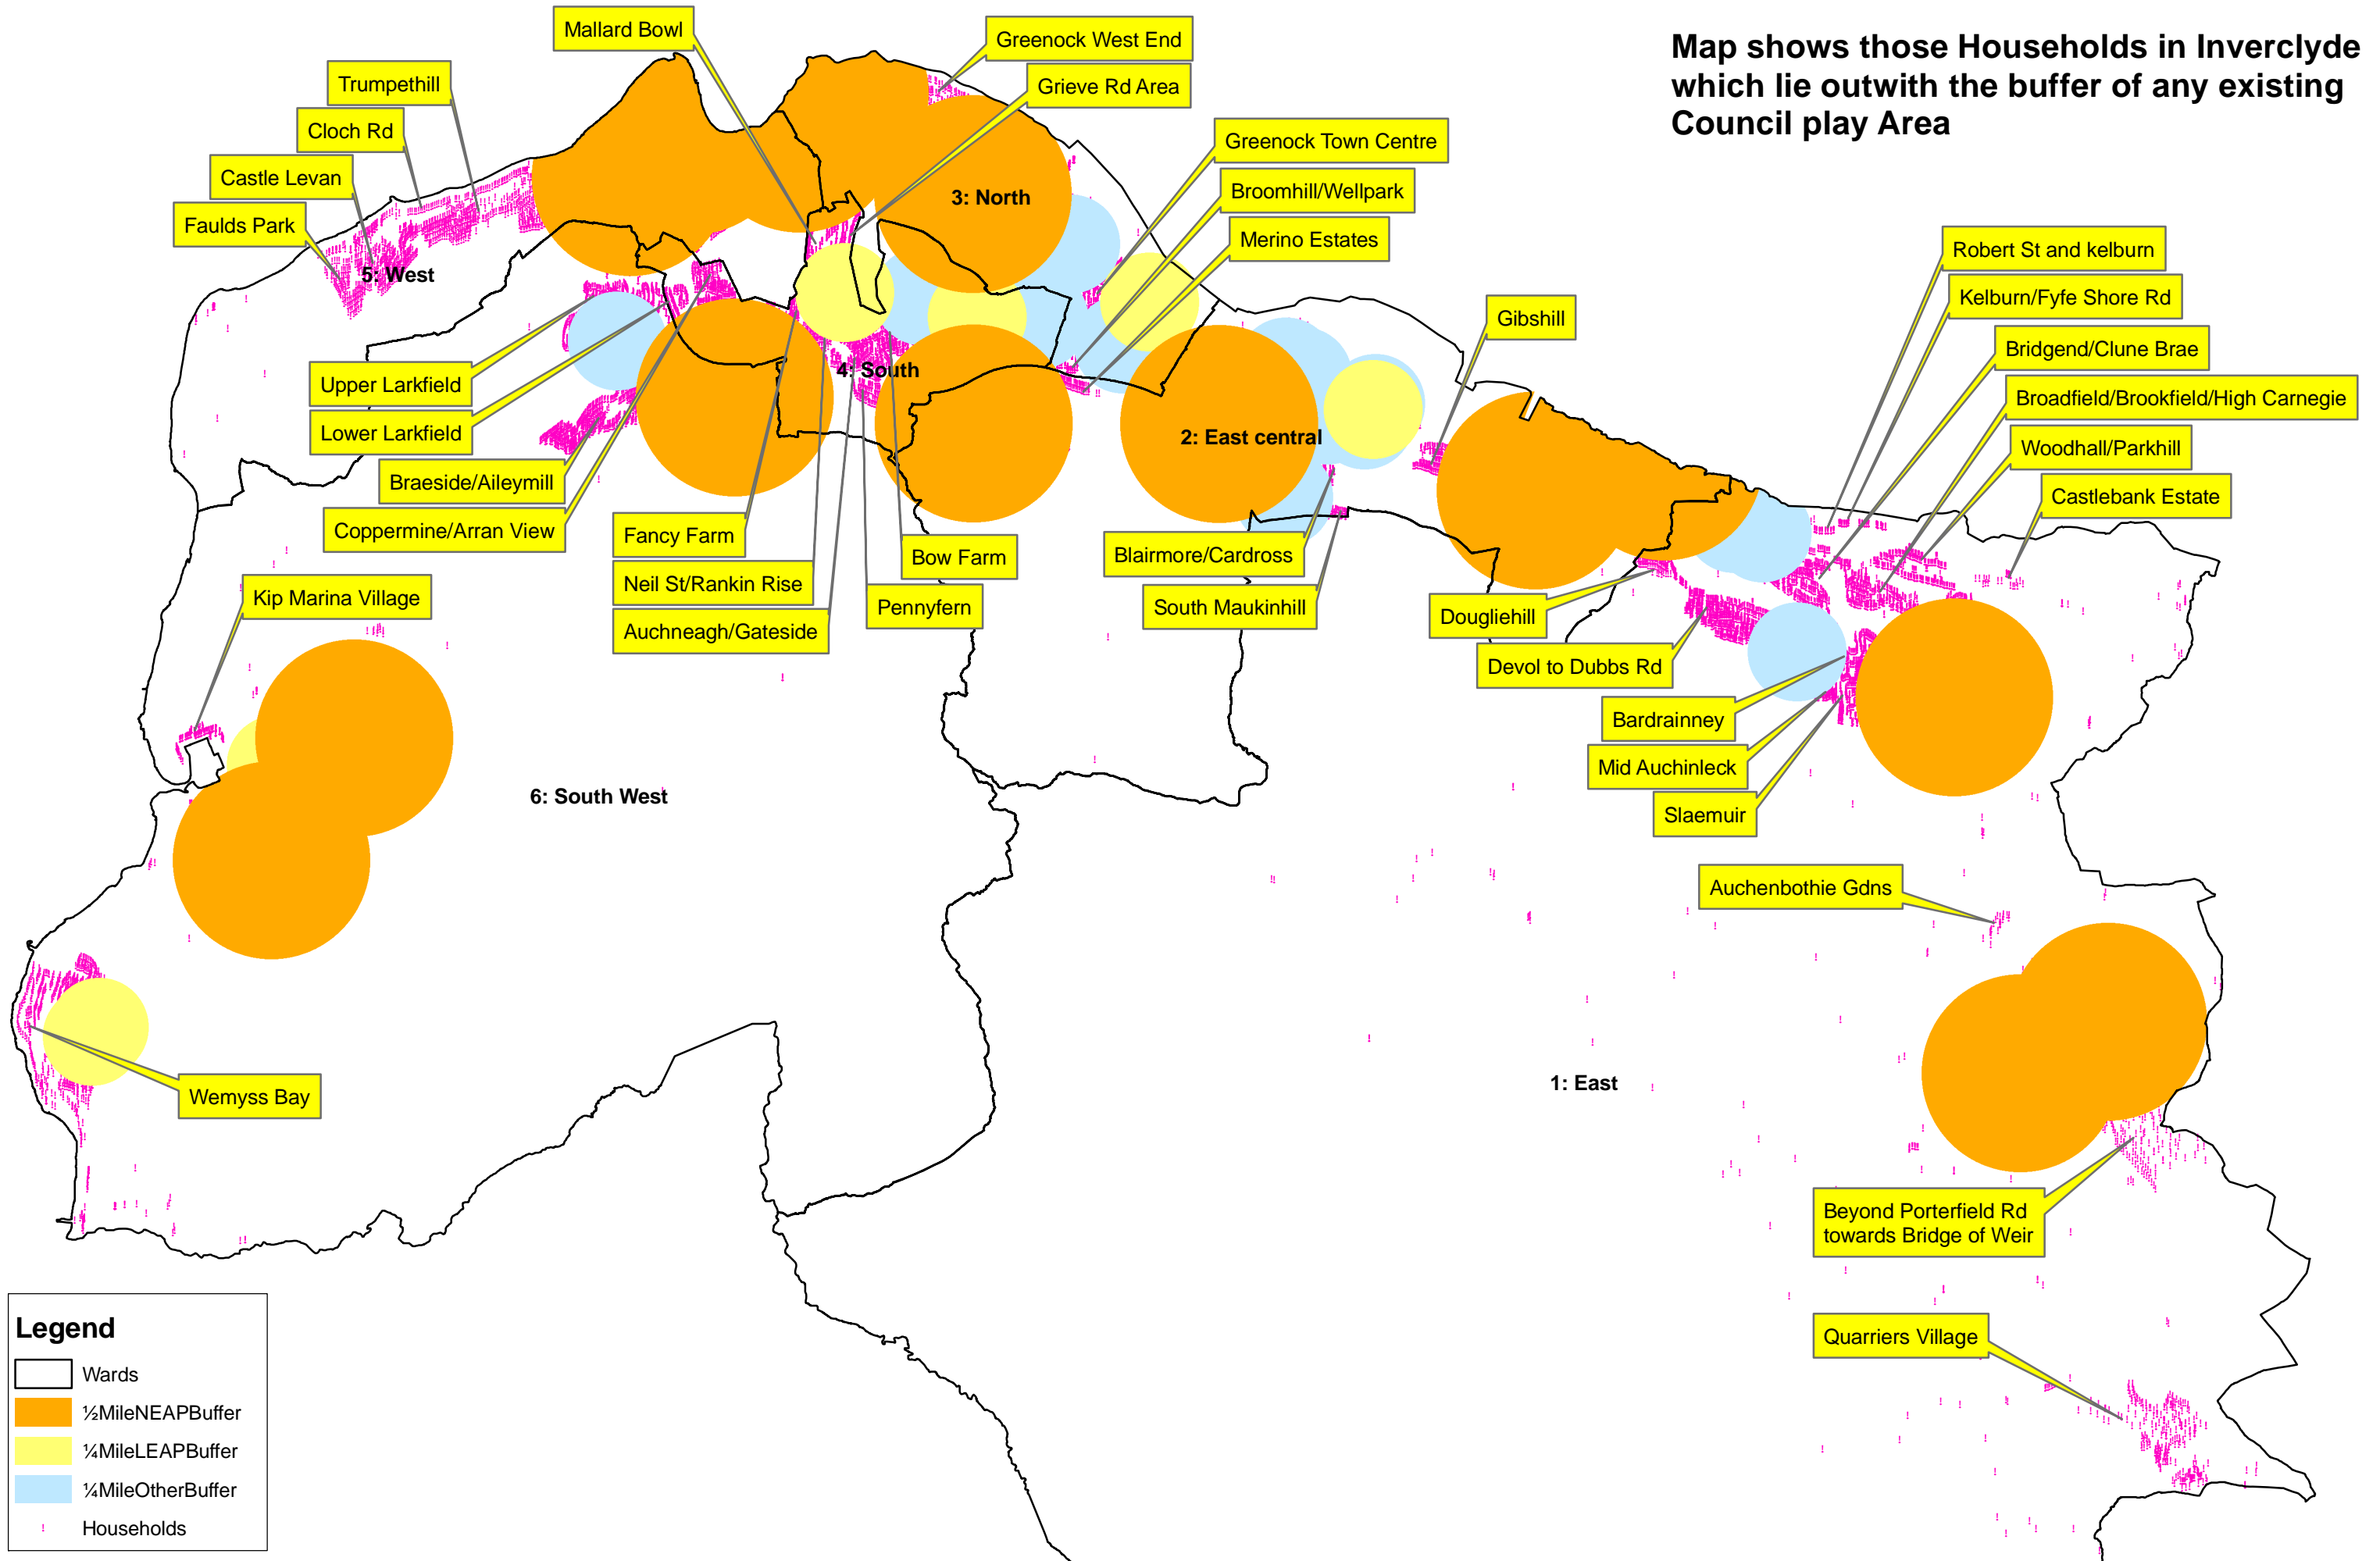 Map shows those Households in Inverclyde
which lie outwith the buffer of any existing
Council play Area
Mallard Bowl
Greenock West End
Grieve Rd Area
Trumpethill
Cloch Rd
Castle Levan
Faulds Park
Greenock Town Centre
Broomhill/Wellpark
Merino Estates
3: North
5: West
Robert St and kelburn
Kelburn/Fyfe Shore Rd
Bridgend/Clune Brae
Broadfield/Brookfield/High Carnegie
Woodhall/Parkhill
Castlebank Estate
Gibshill
Upper Larkfield
Lower Larkfield
Braeside/Aileymill
Coppermine/Arran View
4: South
2: East central
Fancy Farm
Neil St/Rankin Rise
Auchneagh/Gateside
Bow Farm
Pennyfern
Blairmore/Cardross
South Maukinhill
Dougliehill
Devol to Dubbs Rd
Bardrainney
Mid Auchinleck
Slaemuir
Kip Marina Village
6: South West
Auchenbothie Gdns
1: East
Wemyss Bay
Beyond Porterfield Rd
towards Bridge of Weir
Quarriers Village
Legend
Wards
½MileNEAPBuffer
¼MileLEAPBuffer
¼MileOtherBuffer
Households